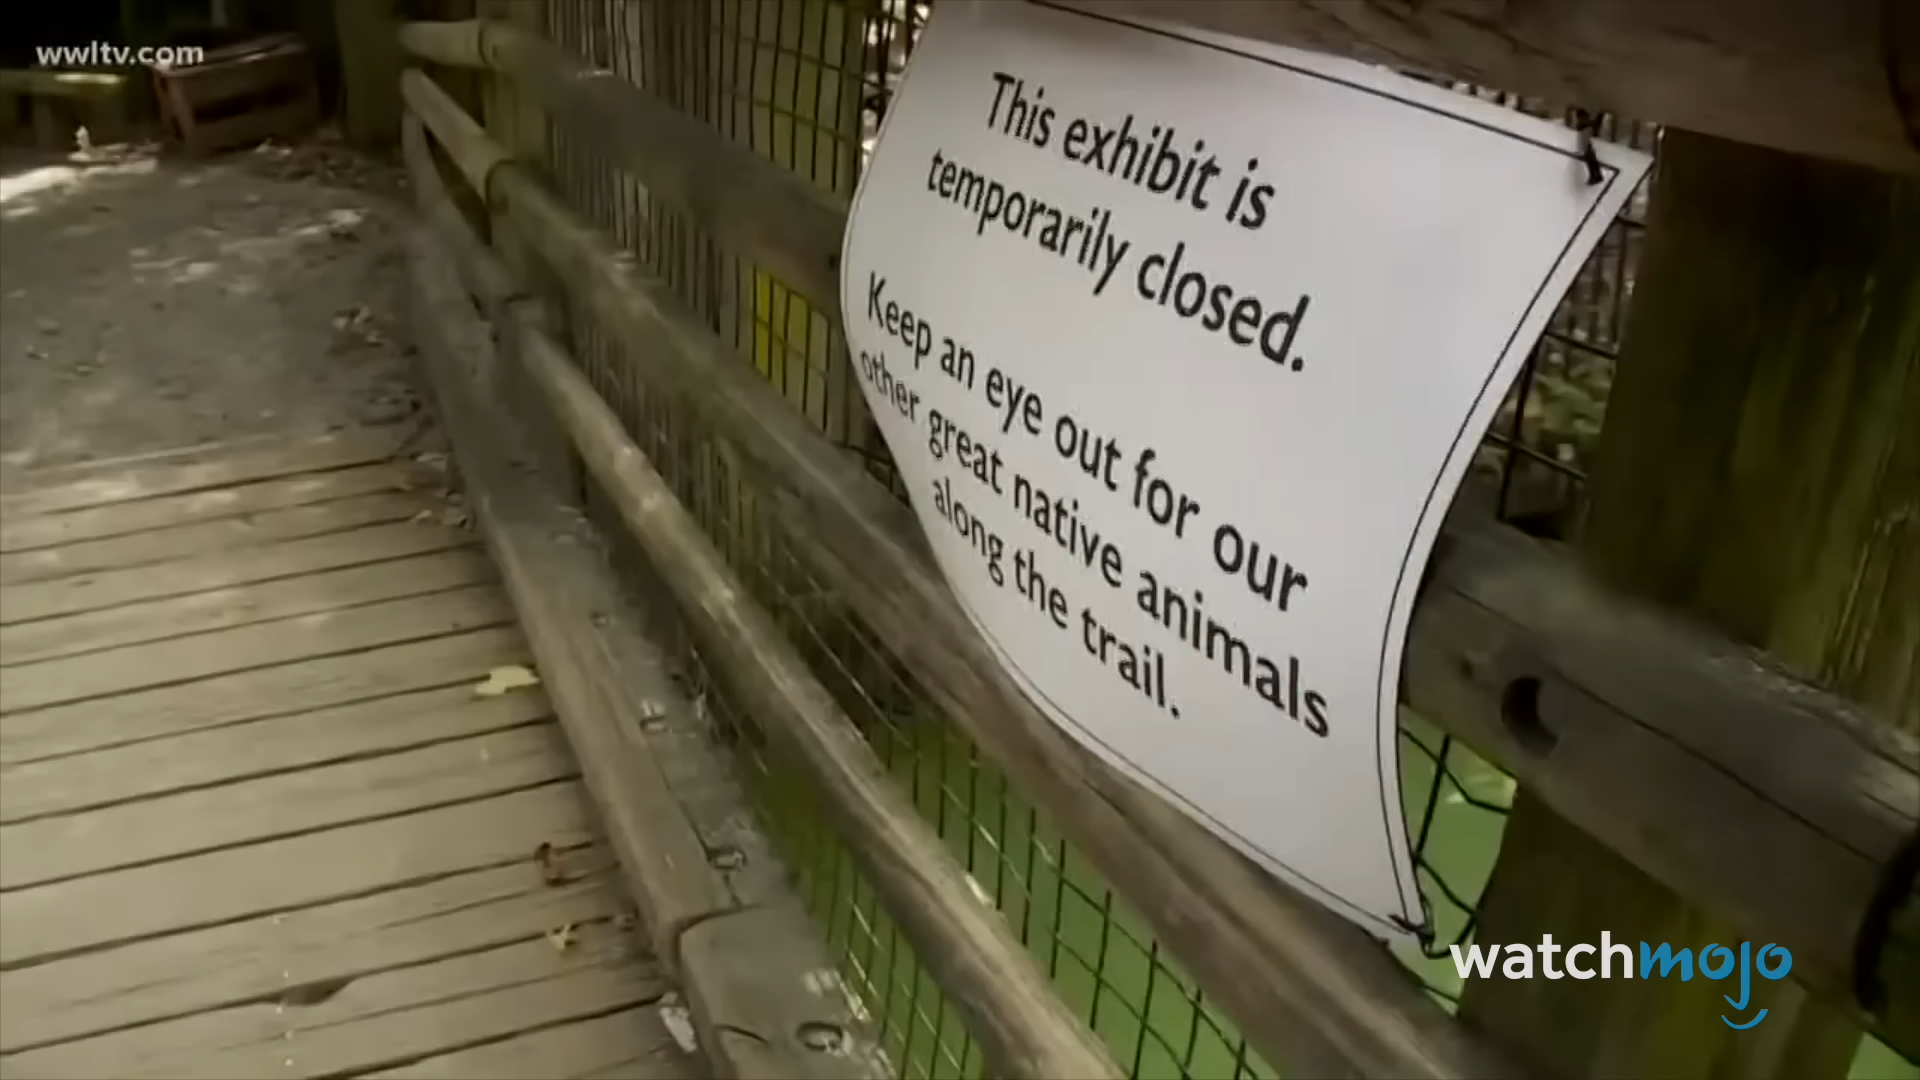 wwltv.com
This exhibit is
temporarily closed.
Keep an eye out for our
other great native animals
along the trail.
watchmojo